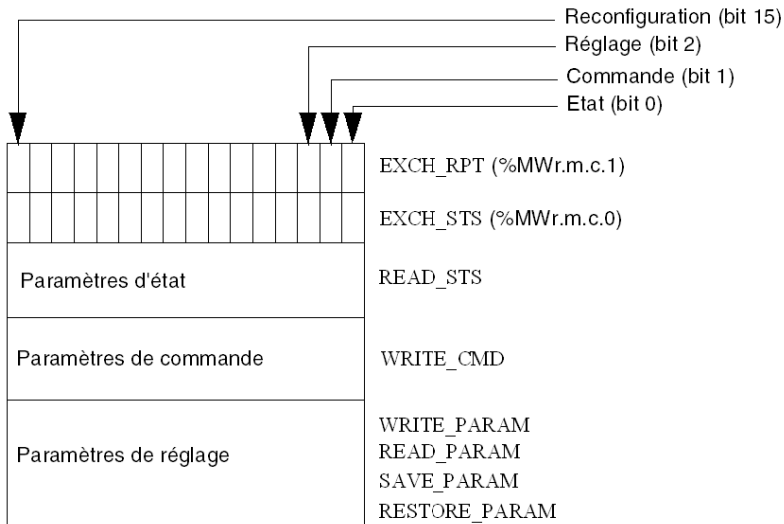 Reconfiguration (bit 15)
Réglage (bit 2)
Commande (bit 1)
Etat (bit 0)
EXCH_RPT (%MWr.m.c.1)
EXCH_STS (%MWr.m.c.0)
Paramètres d'état READ_STS
Paramètres de commande WRITE_CMD
WRITE_PARAM
Paramètres de réglage READ_PARAM
SAVE_PARAM
RESTORE_PARAM